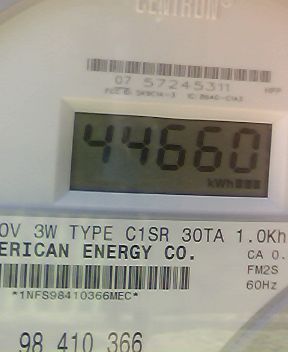 CENTRON®
07 57245311
44660
kWh
0V 3W TYPE C1SR 30TA 1.0Kh
ERICAN ENERGY CO.
CA 0.
FM2S
*1NFS98410366MEC*
60Hz
98 410 366